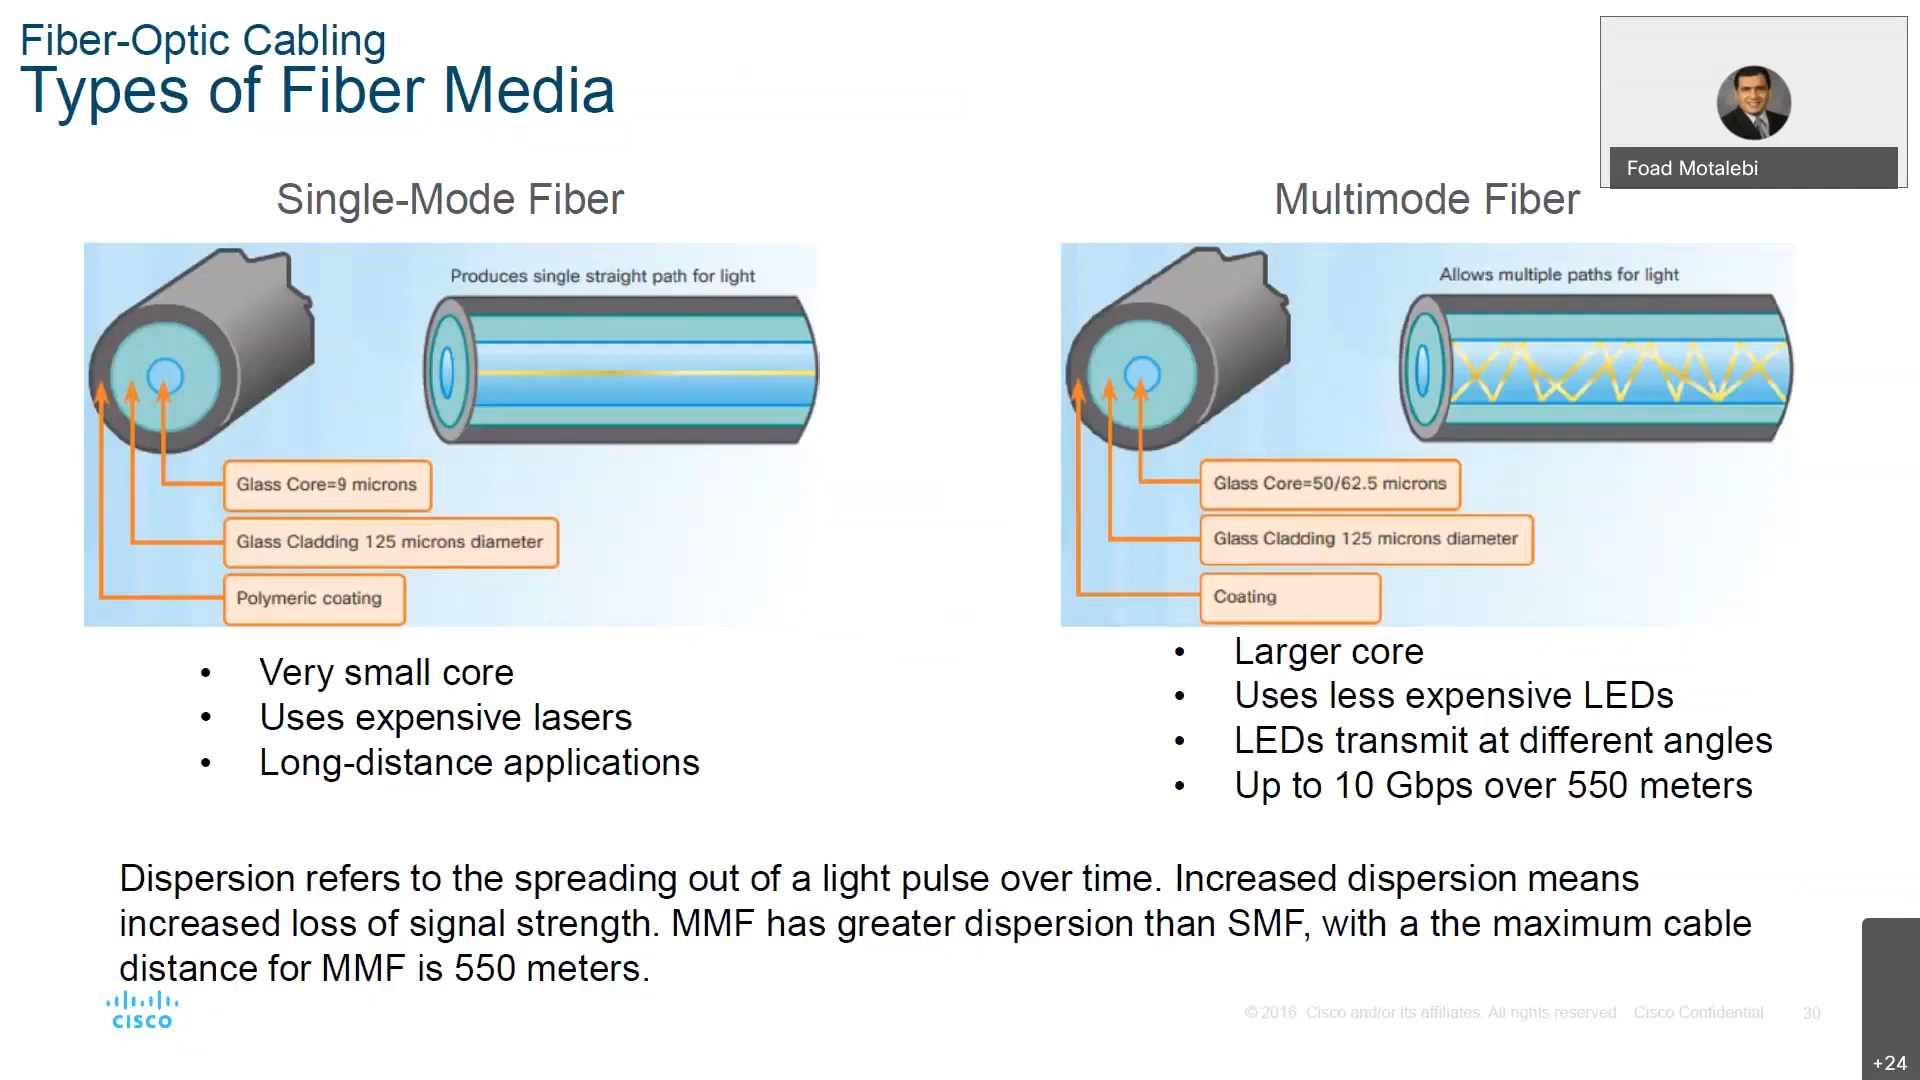 Fiber-Optic Cabling
Types of Fiber Media
Foad Motalebi
Single-Mode Fiber
Produces single straight path for light
Glass Core=9 microns
Glass Cladding 125 microns diameter
Polymeric coating
• Very small core
• Uses expensive lasers
• Long-distance applications
Multimode Fiber
Allows multiple paths for light
Glass Core=50/62.5 microns
Glass Cladding 125 microns diameter
Coating
• Larger core
• Uses less expensive LEDs
• LEDs transmit at different angles
• Up to 10 Gbps over 550 meters
Dispersion refers to the spreading out of a light pulse over time. Increased dispersion means
increased loss of signal strength. MMF has greater dispersion than SMF, with a the maximum cable
distance for MMF is 550 meters.
CISCO
© 2016 Cisco and/or its affiliates. All rights reserved. Cisco Confidential 30
+24